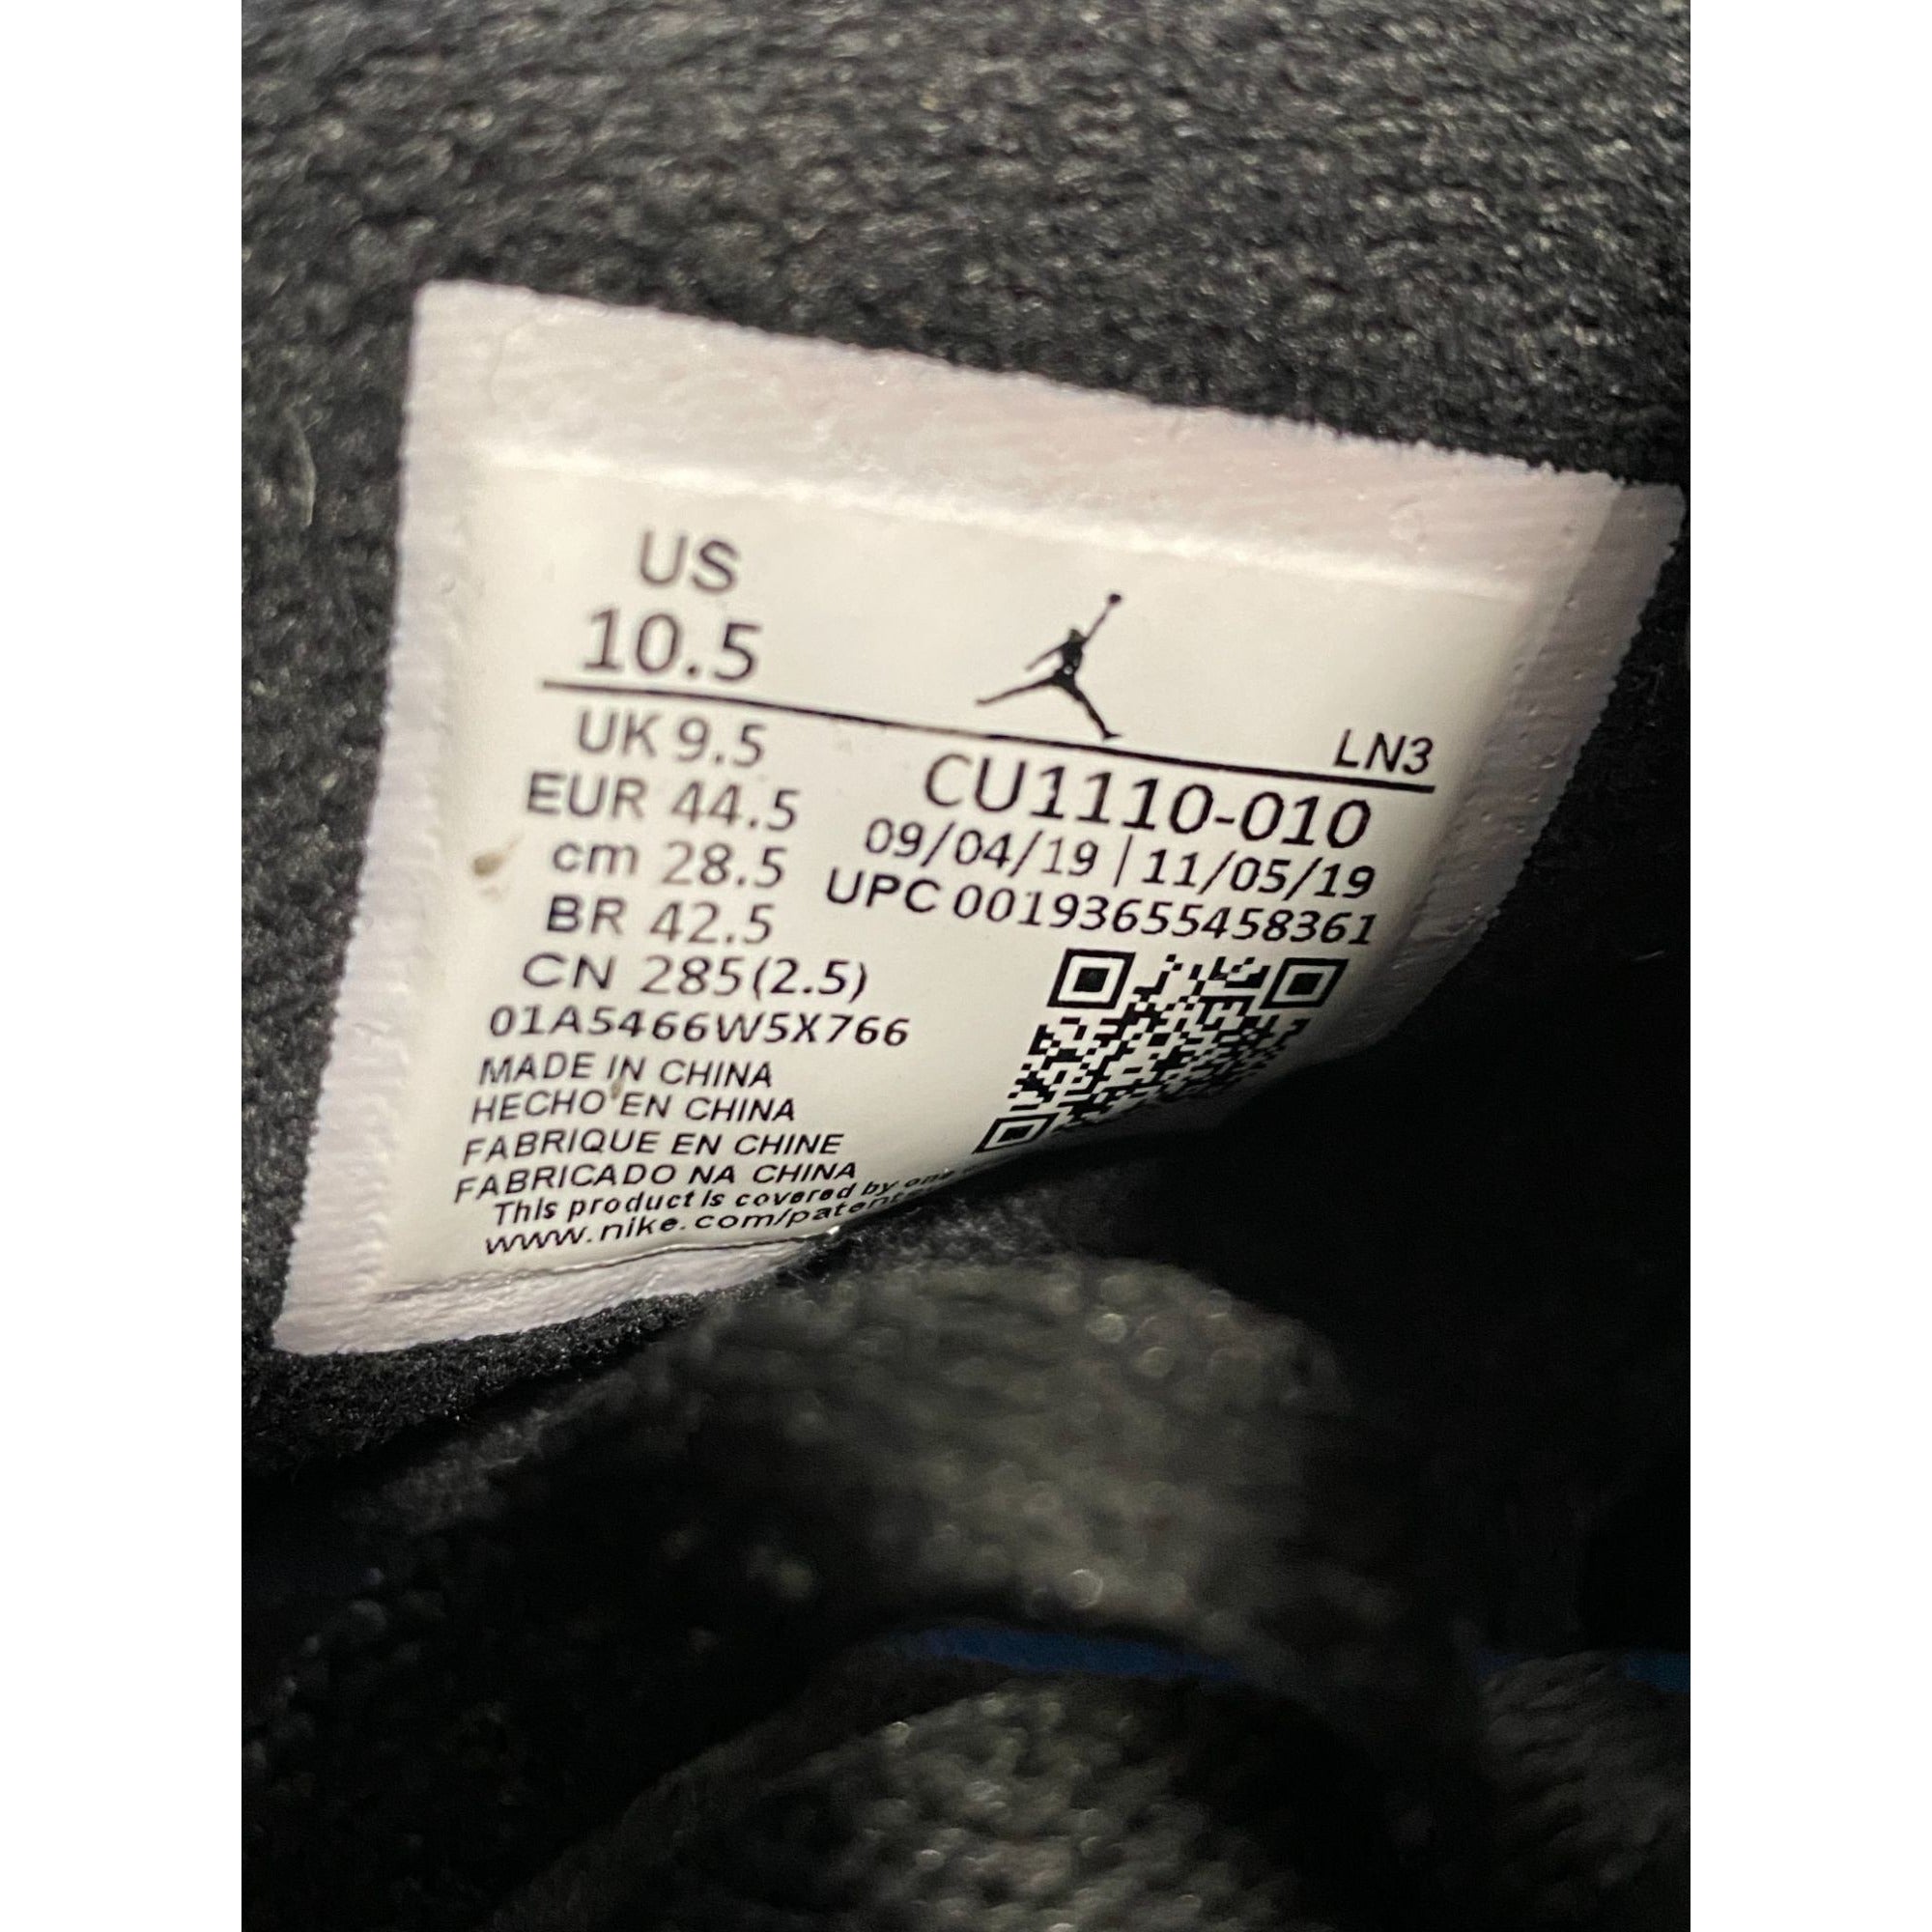 US
10.5
LN3
UK 9.5
EUR 44.5
cm 28.5
BR 42.5
CN 285(2.5)
CU1110-010
09/04/19 | 11/05/19
UPC 00193655458361
01A5466W5X766
MADE IN CHINA
HECHO EN CHINA
FABRIQUE EN CHINE
FABRICADO NA CHINA
This product is covered by
www.nike.com/patent